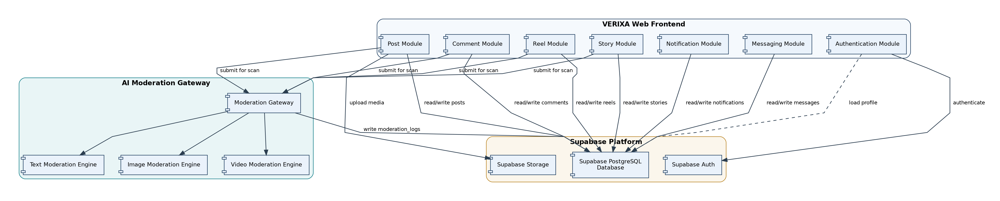 VERIXA Web Frontend
Post Module
Comment Module
Reel Module
Story Module
Notification Module
Messaging Module
Authentication Module
submit for scan
submit for scan
submit for scan
submit for scan
AI Moderation Gateway
Moderation Gateway
upload media
read/write posts
read/write comments
read/write reels
read/write stories
read/write notifications
read/write messages
load profile
authenticate
write moderation_logs
Supabase Platform
Text Moderation Engine
Image Moderation Engine
Video Moderation Engine
Supabase Storage
Supabase PostgreSQL
Database
Supabase Auth